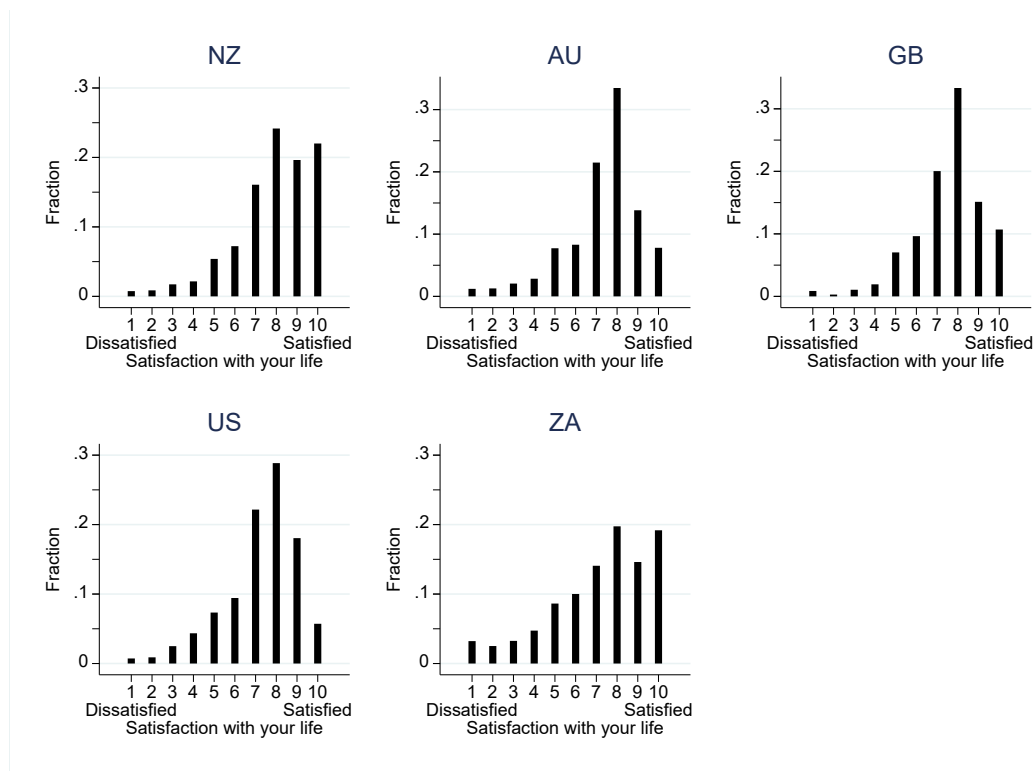 NZ
.3
.2
.1
0
Fraction
1 2 3 4 5 6 7 8 9 10
Dissatisfied Satisfied
Satisfaction with your life
AU
.3
.2
.1
0
Fraction
1 2 3 4 5 6 7 8 9 10
Dissatisfied Satisfied
Satisfaction with your life
GB
.3
.2
.1
0
Fraction
1 2 3 4 5 6 7 8 9 10
Dissatisfied Satisfied
Satisfaction with your life
US
.3
.2
.1
0
Fraction
1 2 3 4 5 6 7 8 9 10
Dissatisfied Satisfied
Satisfaction with your life
ZA
.3
.2
.1
0
Fraction
1 2 3 4 5 6 7 8 9 10
Dissatisfied Satisfied
Satisfaction with your life